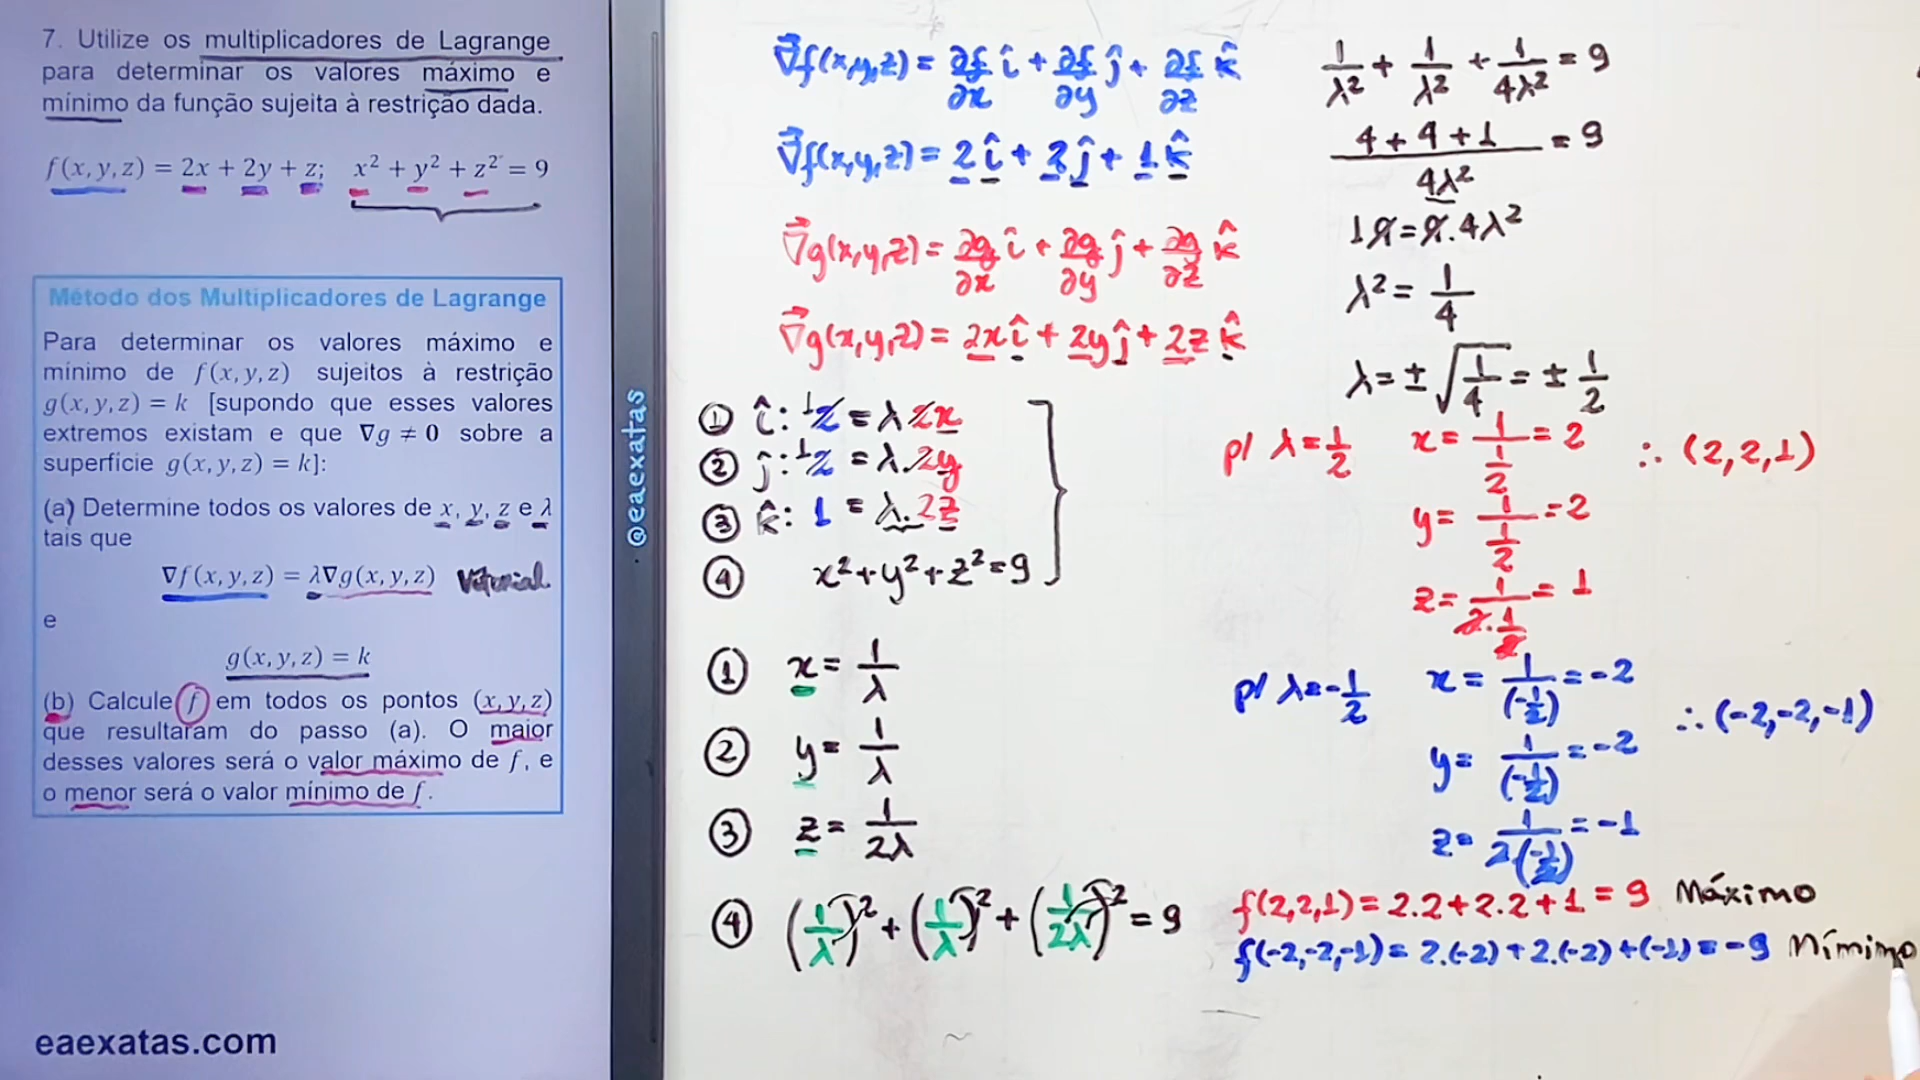 7. Utilize os multiplicadores de Lagrange
para determinar os valores máximo e
mínimo da função sujeita à restrição dada.
f(x, y, z) = 2x + 2y + z; x² + y² + z² = 9
Método dos Multiplicadores de Lagrange
Para determinar os valores máximo e
mínimo de f(x, y, z) sujeitos à restrição
g(x, y, z) = k [supondo que esses valores
extremos existam e que ∇g ≠ 0 sobre a
superfície g(x, y, z) = k]:
(a) Determine todos os valores de x, y, z e λ
tais que
∇f(x, y, z) = λ∇g(x, y, z) Vetorial
e
g(x, y, z) = k
(b) Calcule f em todos os pontos (x, y, z)
que resultaram do passo (a). O maior
desses valores será o valor máximo de f, e
o menor será o valor mínimo de f.
eaexatas.com
@eaexatas
∇f(x,y,z) = ∂f/∂x î + ∂f/∂y ĵ + ∂f/∂z k̂
∇f(x,y,z) = 2î + 2ĵ + 1k̂
∇g(x,y,z) = ∂g/∂x î + ∂g/∂y ĵ + ∂g/∂z k̂
∇g(x,y,z) = 2xî + 2yĵ + 2zk̂
① î: ¹2 = λ2x
② ĵ: ¹2 = λ.2y
③ k̂: 1 = λ.2z
④ x²+y²+z²=9
① x = 1/λ
② y = 1/λ
③ z = 1/2λ
④ (1/λ)² + (1/λ)² + (1/2λ)² = 9
1/λ² + 1/λ² + 1/4λ² = 9
(4+4+1)/4λ² = 9
19=9.4λ²
λ² = 1/4
λ = ±√(1/4) = ± 1/2
p/ λ=1/2 x = 1/(1/2) = 2 ∴ (2,2,1)
y = 1/(1/2) = 2
z = 1/(2.1/2) = 1
p/ λ=-1/2 x = 1/(-1/2) = -2 ∴ (-2,-2,-1)
y = 1/(-1/2) = -2
z = 1/2(-1/2) = -1
f(2,2,1) = 2.2+2.2+1 = 9 Máximo
f(-2,-2,-1) = 2.(-2)+2.(-2)+(-1) = -9 Mínimo